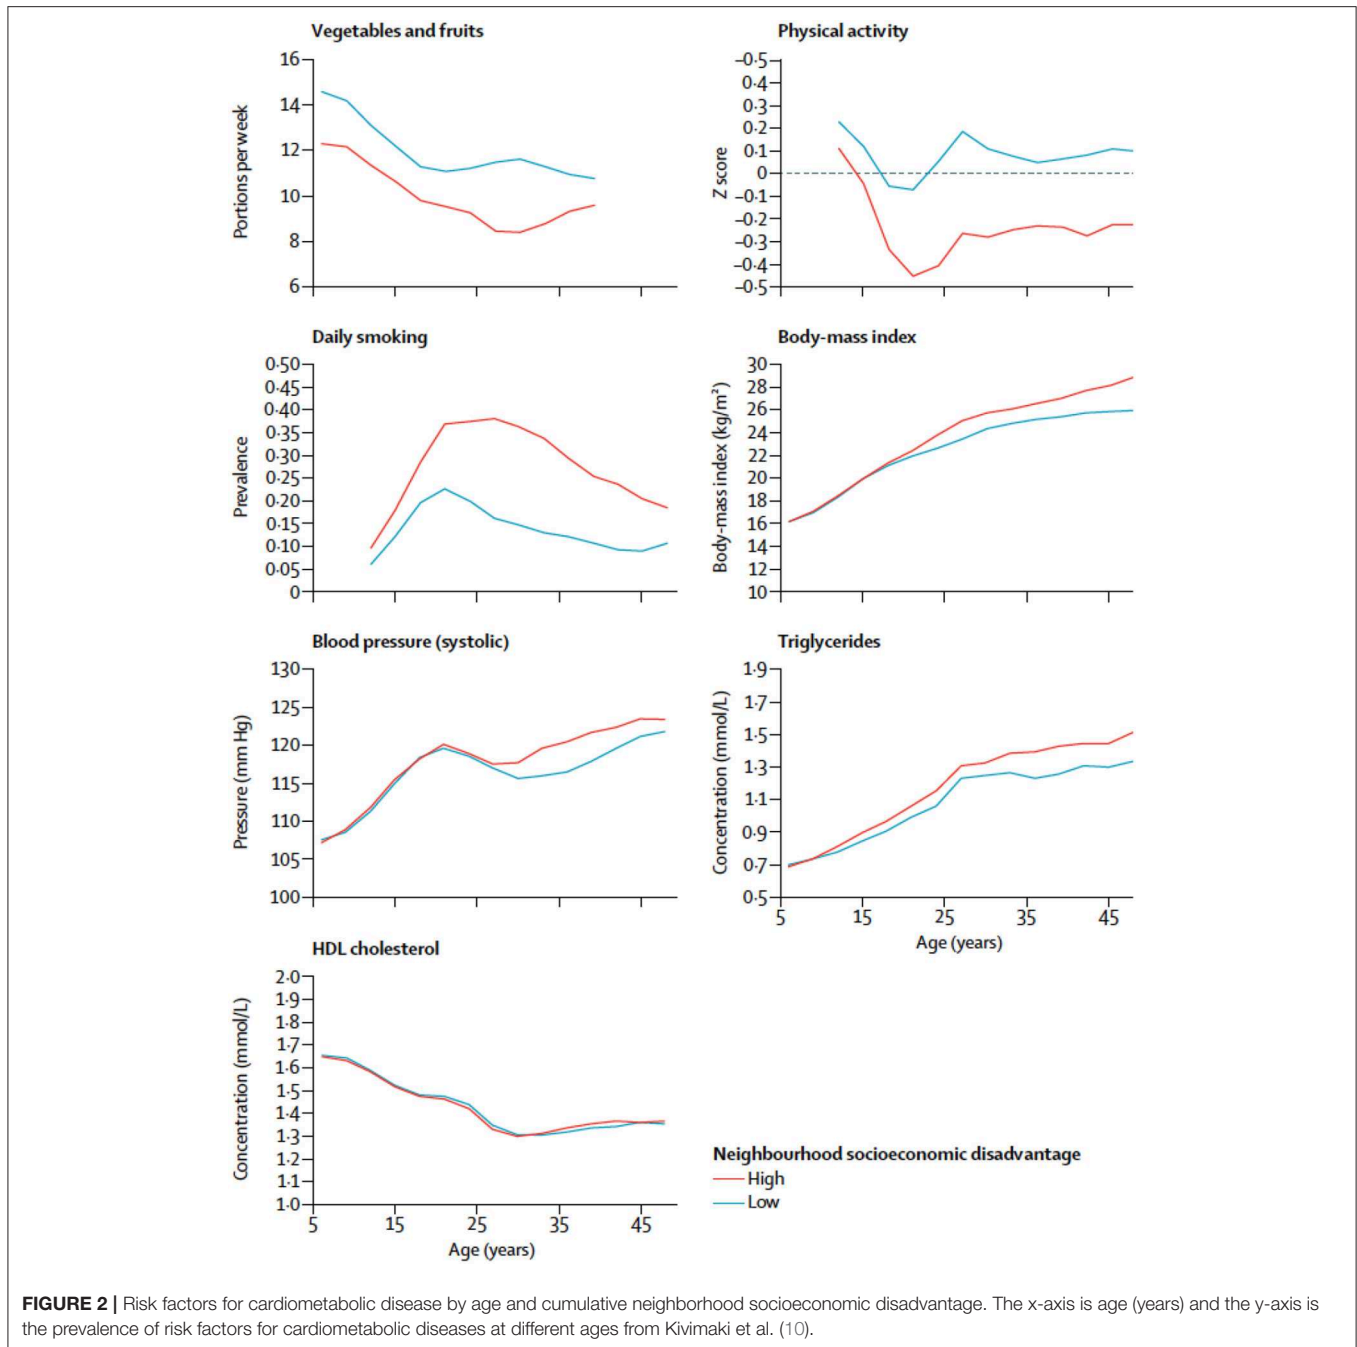 Vegetables and fruits
Portions per week
16
14
12
10
8
6
Physical activity
Z score
–0·5
0·4
0·3
0·2
0·1
0
–0·1
–0·2
–0·3
–0·4
–0·5
Daily smoking
Prevalence
0·50
0·45
0·40
0·35
0·30
0·25
0·20
0·15
0·10
0·05
0
Body-mass index
Body-mass index (kg/m²)
30
28
26
24
22
20
18
16
14
12
10
Blood pressure (systolic)
Pressure (mm Hg)
130
125
120
115
110
105
100
Triglycerides
Concentration (mmol/L)
1·9
1·7
1·5
1·3
1·1
0·9
0·7
0·5
5 15 25 35 45
Age (years)
HDL cholesterol
Concentration (mmol/L)
2·0
1·9
1·8
1·7
1·6
1·5
1·4
1·3
1·2
1·1
1·0
5 15 25 35 45
Age (years)
Neighbourhood socioeconomic disadvantage
High
Low
FIGURE 2 | Risk factors for cardiometabolic disease by age and cumulative neighborhood socioeconomic disadvantage. The x-axis is age (years) and the y-axis is
the prevalence of risk factors for cardiometabolic diseases at different ages from Kivimaki et al. (10).